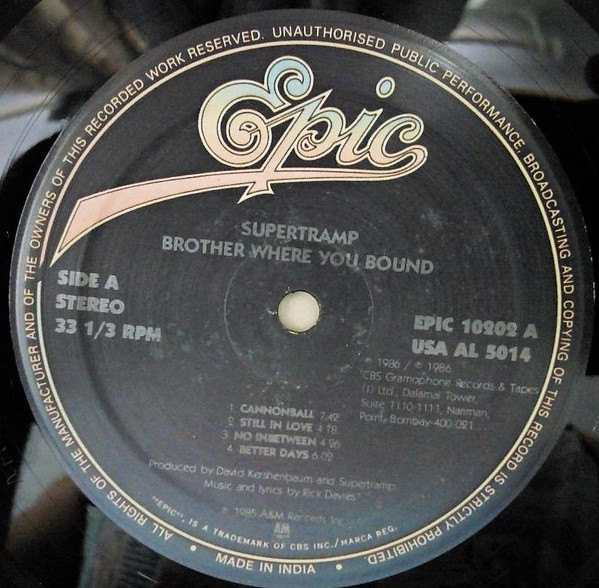 ALL RIGHTS OF THE MANUFACTURER AND OF THE OWNERS OF THIS RECORDED WORK RESERVED. UNAUTHORISED PUBLIC PERFORMANCE, BROADCASTING AND COPYING OF THIS RECORD IS STRICTLY PROHIBITED.
Epic
SUPERTRAMP
BROTHER WHERE YOU BOUND
SIDE A
STEREO
33 1/3 RPM
EPIC 10202 A
USA AL 5014
℗ 1986 / © 1986
CBS Gramophone Records & Tapes
(I) Ltd., Dalamal Tower,
Suite 1110-1111, Nariman
Point, Bombay-400 021
1. CANNONBALL 7.42
2. STILL IN LOVE 4.18
3. NO INBETWEEN 4.26
4. BETTER DAYS 6.09
Produced by David Kershenbaum and Supertramp
Music and lyrics by Rick Davies
℗ 1985 A&M Records Inc.
A&M
"EPIC", IS A TRADEMARK OF CBS INC./MARCA REG.
• MADE IN INDIA •